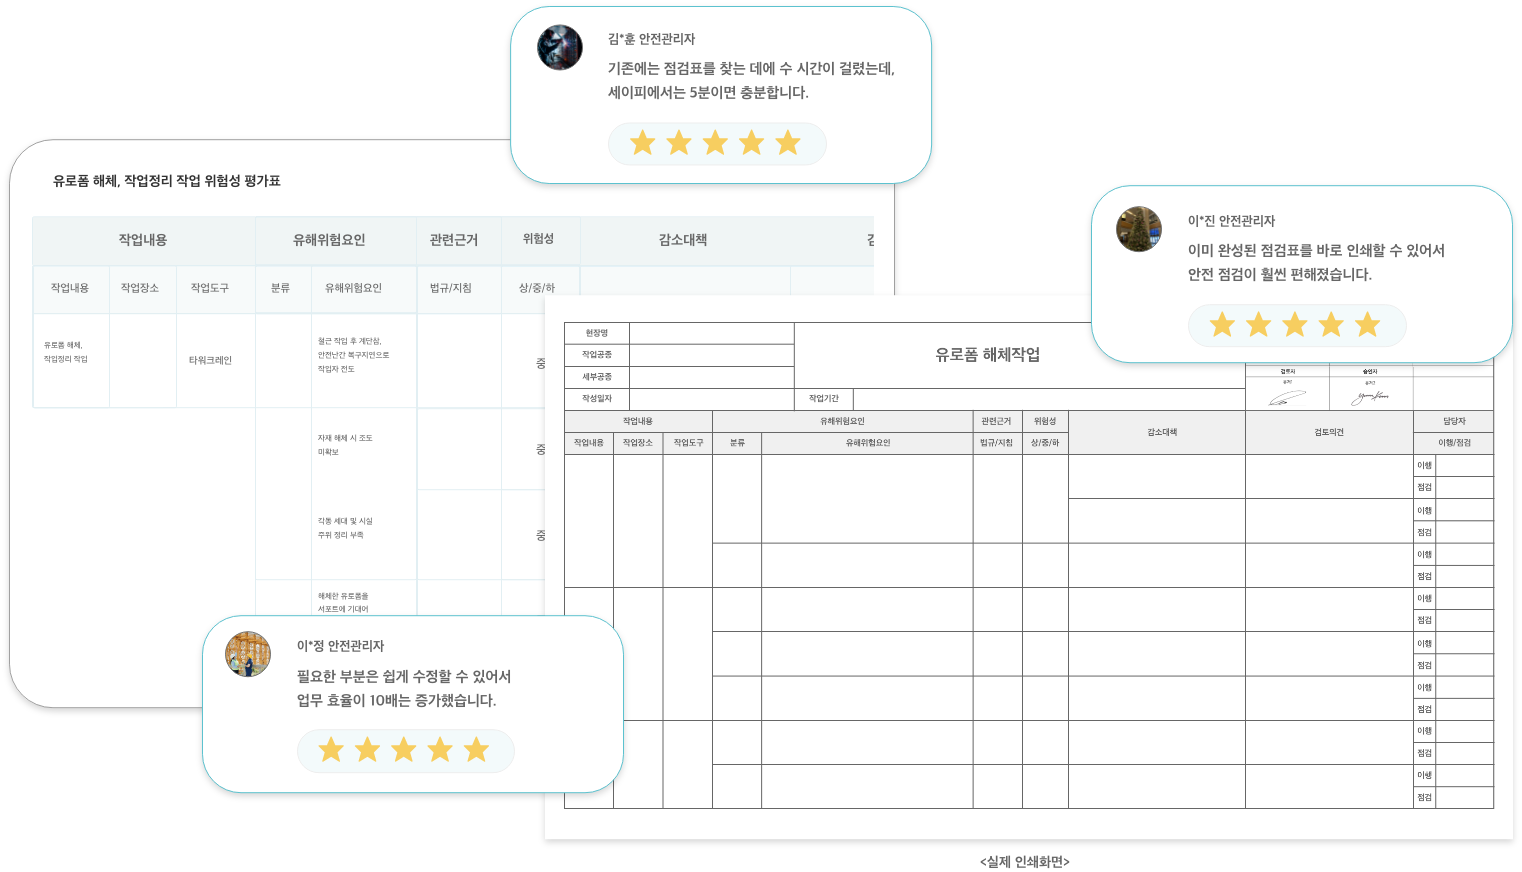 김*훈 안전관리자
기존에는 점검표를 찾는 데에 수 시간이 걸렸는데,
세이피에서는 5분이면 충분합니다.
이*진 안전관리자
이미 완성된 점검표를 바로 인쇄할 수 있어서
안전 점검이 훨씬 편해졌습니다.
유로폼 해체, 작업정리 작업 위험성 평가표
작업내용 유해위험요인 관련근거 위험성 감소대책
작업내용 작업장소 작업도구 분류 유해위험요인 법규/지침 상/중/하
유로폼 해체,
작업정리 작업
타워크레인
철근 작업 후 계단참,
안전난간 복구지연으로
작업자 전도
중
자재 해체 시 조도
미확보
중
각동 세대 및 시실
주위 정리 부족
중
해체한 유로폼을
서포트에 기대어
이*정 안전관리자
필요한 부분은 쉽게 수정할 수 있어서
업무 효율이 10배는 증가했습니다.
현장명
작업공종
세부공종
작성일자 작업기간
유로폼 해체작업
검토자 승인자
작업내용 유해위험요인 관련근거 위험성 감소대책 검토의견 담당자
작업내용 작업장소 작업도구 분류 유해위험요인 법규/지침 상/중/하 이행/점검
이행
점검
이행
점검
이행
점검
이행
점검
이행
점검
이행
점검
이행
점검
이행
점검
<실제 인쇄화면>